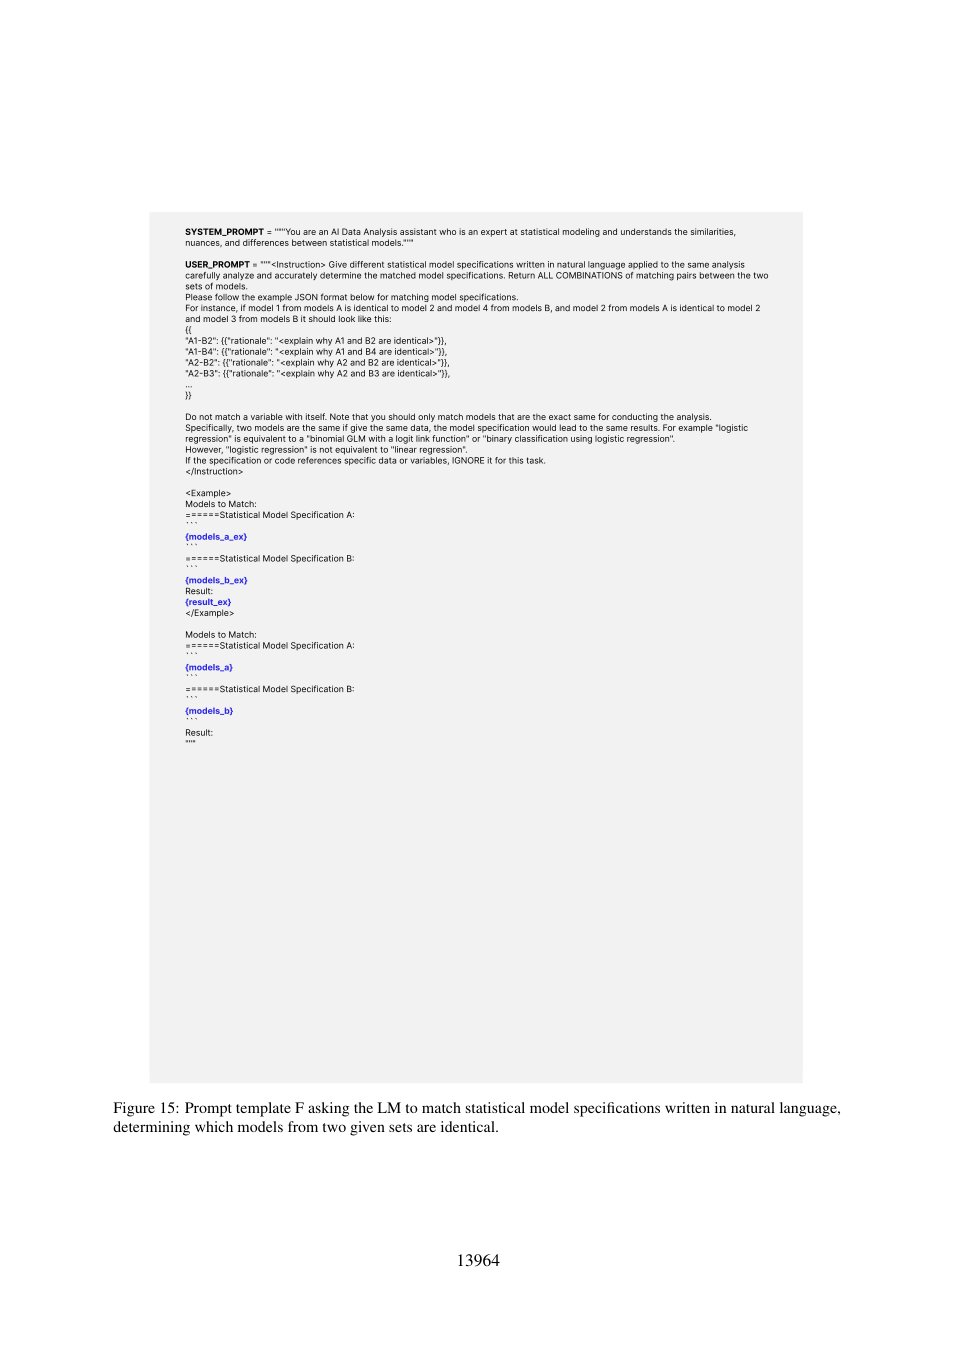 SYSTEM_PROMPT = """You are an AI Data Analysis assistant who is an expert at statistical modeling and understands the similarities,
nuances, and differences between statistical models."""
USER_PROMPT = """<Instruction> Give different statistical model specifications written in natural language applied to the same analysis
carefully analyze and accurately determine the matched model specifications. Return ALL COMBINATIONS of matching pairs between the two
sets of models.
Please follow the example JSON format below for matching model specifications.
For instance, if model 1 from models A is identical to model 2 and model 4 from models B, and model 2 from models A is identical to model 2
and model 3 from models B it should look like this:
{{
"A1-B2": {{"rationale": "<explain why A1 and B2 are identical>"}},
"A1-B4": {{"rationale": "<explain why A1 and B4 are identical>"}},
"A2-B2": {{"rationale": "<explain why A2 and B2 are identical>"}},
"A2-B3": {{"rationale": "<explain why A2 and B3 are identical>"}},
...
}}
Do not match a variable with itself. Note that you should only match models that are the exact same for conducting the analysis.
Specifically, two models are the same if give the same data, the model specification would lead to the same results. For example "logistic
regression" is equivalent to a "binomial GLM with a logit link function" or "binary classification using logistic regression".
However, "logistic regression" is not equivalent to "linear regression".
If the specification or code references specific data or variables, IGNORE it for this task.
</Instruction>
<Example>
Models to Match:
======Statistical Model Specification A:
```
{models_a_ex}
```
======Statistical Model Specification B:
```
{models_b_ex}
Result:
{result_ex}
</Example>
Models to Match:
======Statistical Model Specification A:
```
{models_a}
```
======Statistical Model Specification B:
```
{models_b}
```
Result:
"""
Figure 15: Prompt template F asking the LM to match statistical model specifications written in natural language,
determining which models from two given sets are identical.
13964